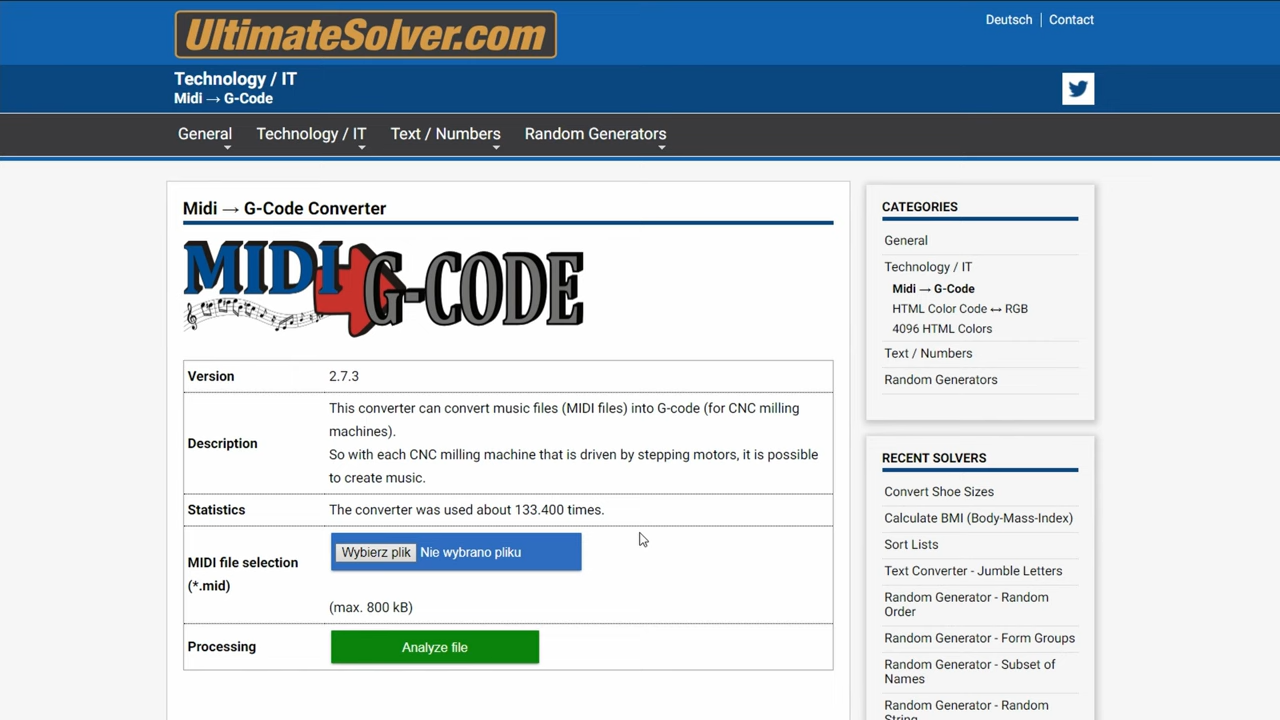 UltimateSolver.com
Deutsch
Contact
Technology / IT
Midi → G-Code
General
Technology / IT
Text / Numbers
Random Generators
Midi → G-Code Converter
MIDI G-CODE
Version
2.7.3
Description
This converter can convert music files (MIDI files) into G-code (for CNC milling
machines).
So with each CNC milling machine that is driven by stepping motors, it is possible
to create music.
Statistics
The converter was used about 133.400 times.
MIDI file selection
(*.mid)
Wybierz plik Nie wybrano pliku
(max. 800 kB)
Processing
Analyze file
CATEGORIES
General
Technology / IT
Midi → G-Code
HTML Color Code ↔ RGB
4096 HTML Colors
Text / Numbers
Random Generators
RECENT SOLVERS
Convert Shoe Sizes
Calculate BMI (Body-Mass-Index)
Sort Lists
Text Converter - Jumble Letters
Random Generator - Random
Order
Random Generator - Form Groups
Random Generator - Subset of
Names
Random Generator - Random
String